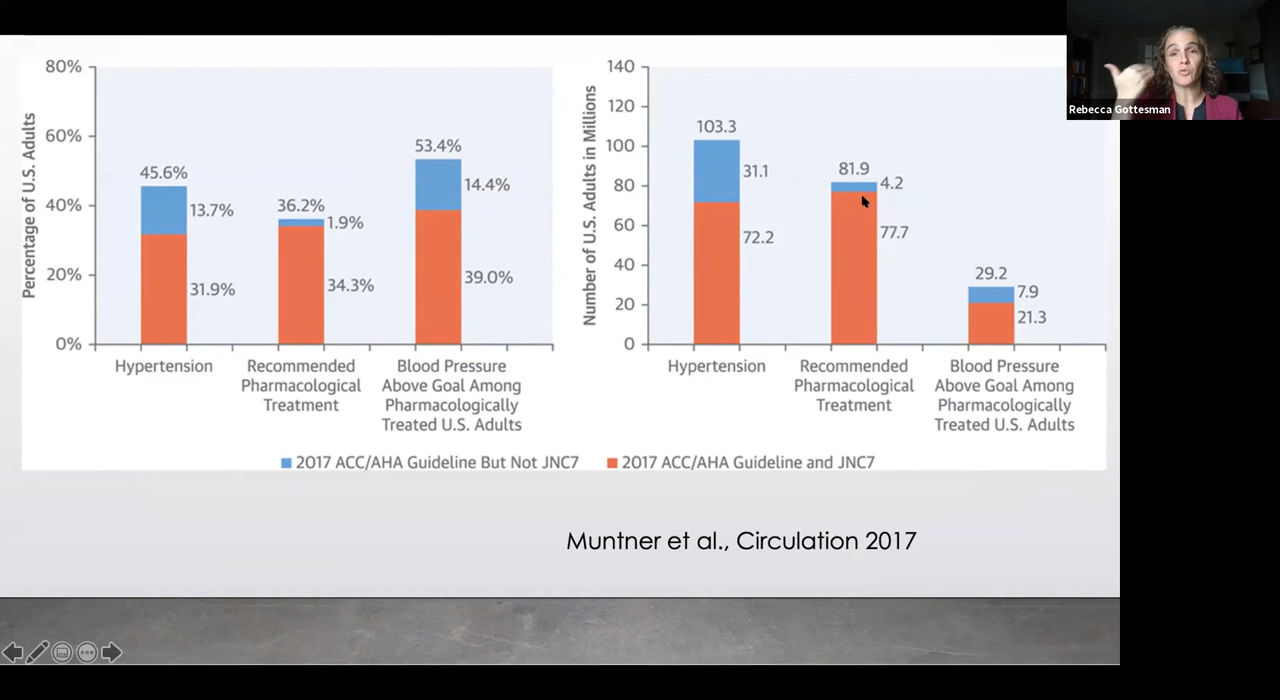 80%
60%
40%
20%
0%
Percentage of U.S. Adults
45.6%
13.7%
31.9%
36.2%
1.9%
34.3%
53.4%
14.4%
39.0%
Hypertension
Recommended
Pharmacological
Treatment
Blood Pressure
Above Goal Among
Pharmacologically
Treated U.S. Adults
140
120
100
80
60
40
20
0
Number of U.S. Adults in Millions
103.3
31.1
72.2
81.9
4.2
77.7
29.2
7.9
21.3
Hypertension
Recommended
Pharmacological
Treatment
Blood Pressure
Above Goal Among
Pharmacologically
Treated U.S. Adults
2017 ACC/AHA Guideline But Not JNC7
2017 ACC/AHA Guideline and JNC7
Muntner et al., Circulation 2017
Rebecca Gottesman